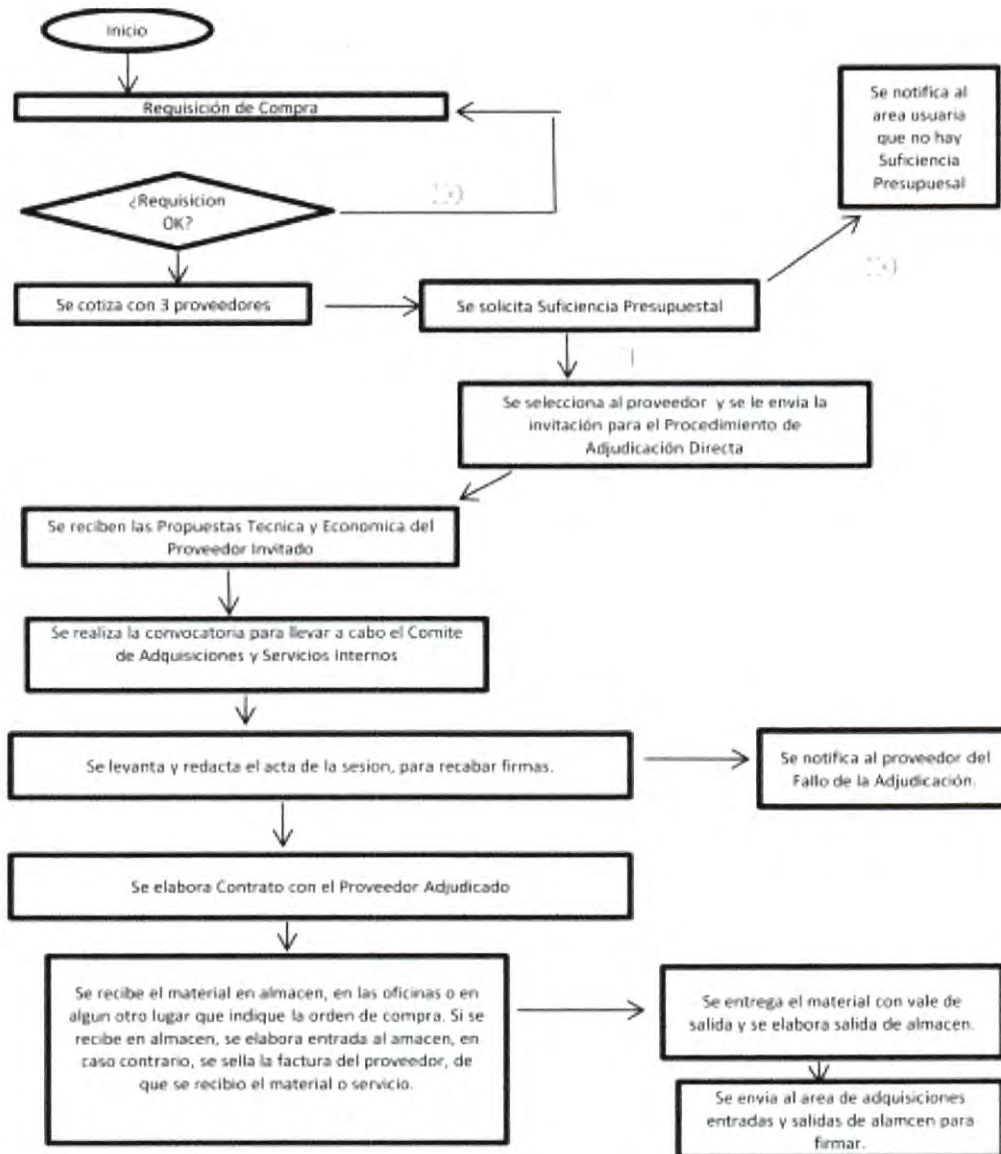 Inicio
Requisición de Compra
Se notifica al
area usuaria
que no hay
Suficiencia
Presupuesal
¿Requisicion
OK?
Se cotiza con 3 proveedores
Se solicita Suficiencia Presupuestal
Se selecciona al proveedor y se le envia la
invitación para el Procedimiento de
Adjudicación Directa
Se reciben las Propuestas Tecnica y Economica del
Proveedor Invitado
Se realiza la convocatoria para llevar a cabo el Comite
de Adquisiciones y Servicios Internos
Se levanta y redacta el acta de la sesion, para recabar firmas.
Se notifica al proveedor del
Fallo de la Adjudicación.
Se elabora Contrato con el Proveedor Adjudicado
Se recibe el material en almacen, en las oficinas o en
algun otro lugar que indique la orden de compra. Si se
recibe en almacen, se elabora entrada al amacen, en
caso contrario, se sella la factura del proveedor, de
que se recibio el material o servicio.
Se entrega el material con vale de
salida y se elabora salida de almacen.
Se envia al area de adquisiciones
entradas y salidas de alamcen para
firmar.